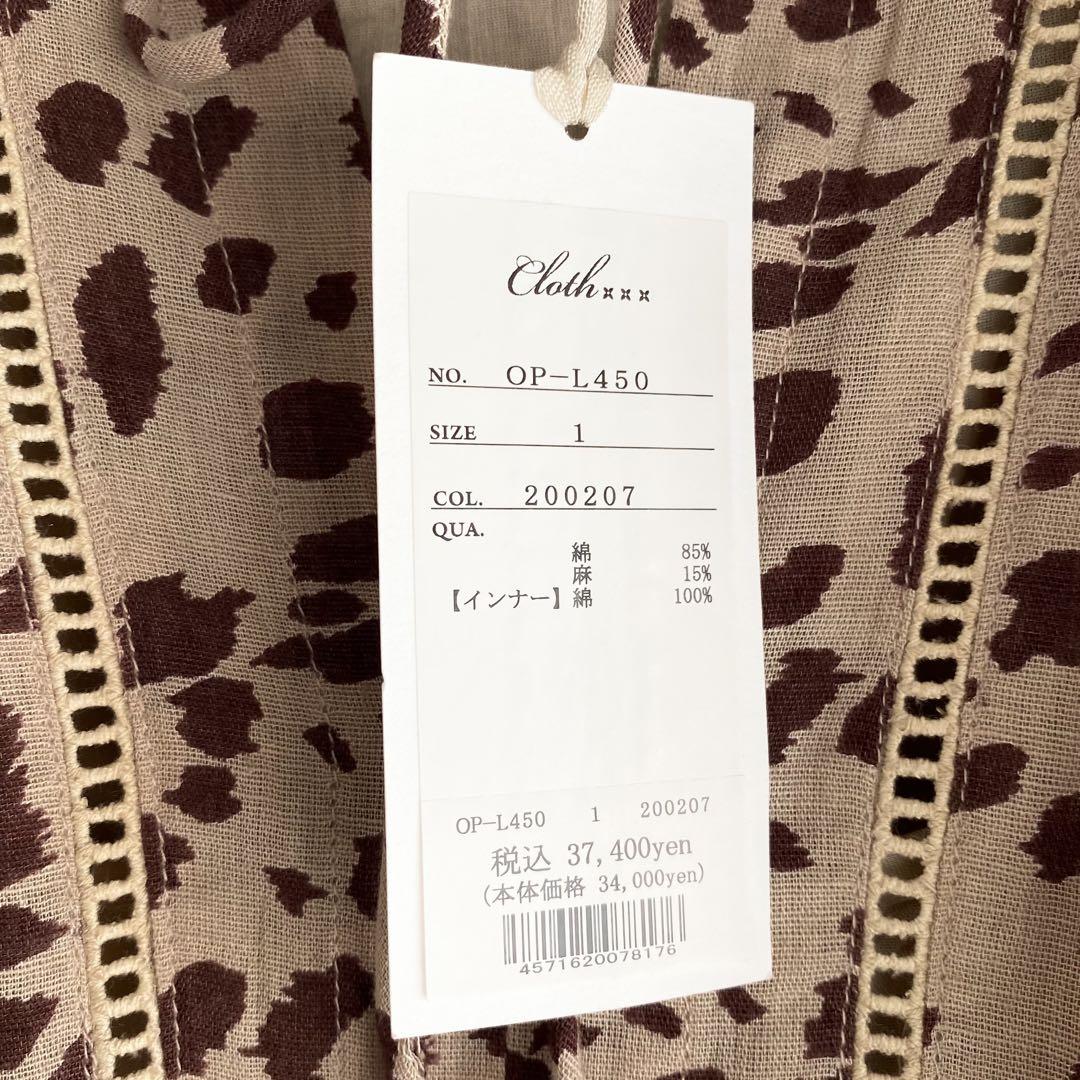 Cloth×××
NO. OP-L450
SIZE 1
COL. 200207
QUA.
綿 85%
麻 15%
【インナー】綿 100%
OP-L450 1 200207
税込 37,400yen
(本体価格 34,000yen)
4571620078176